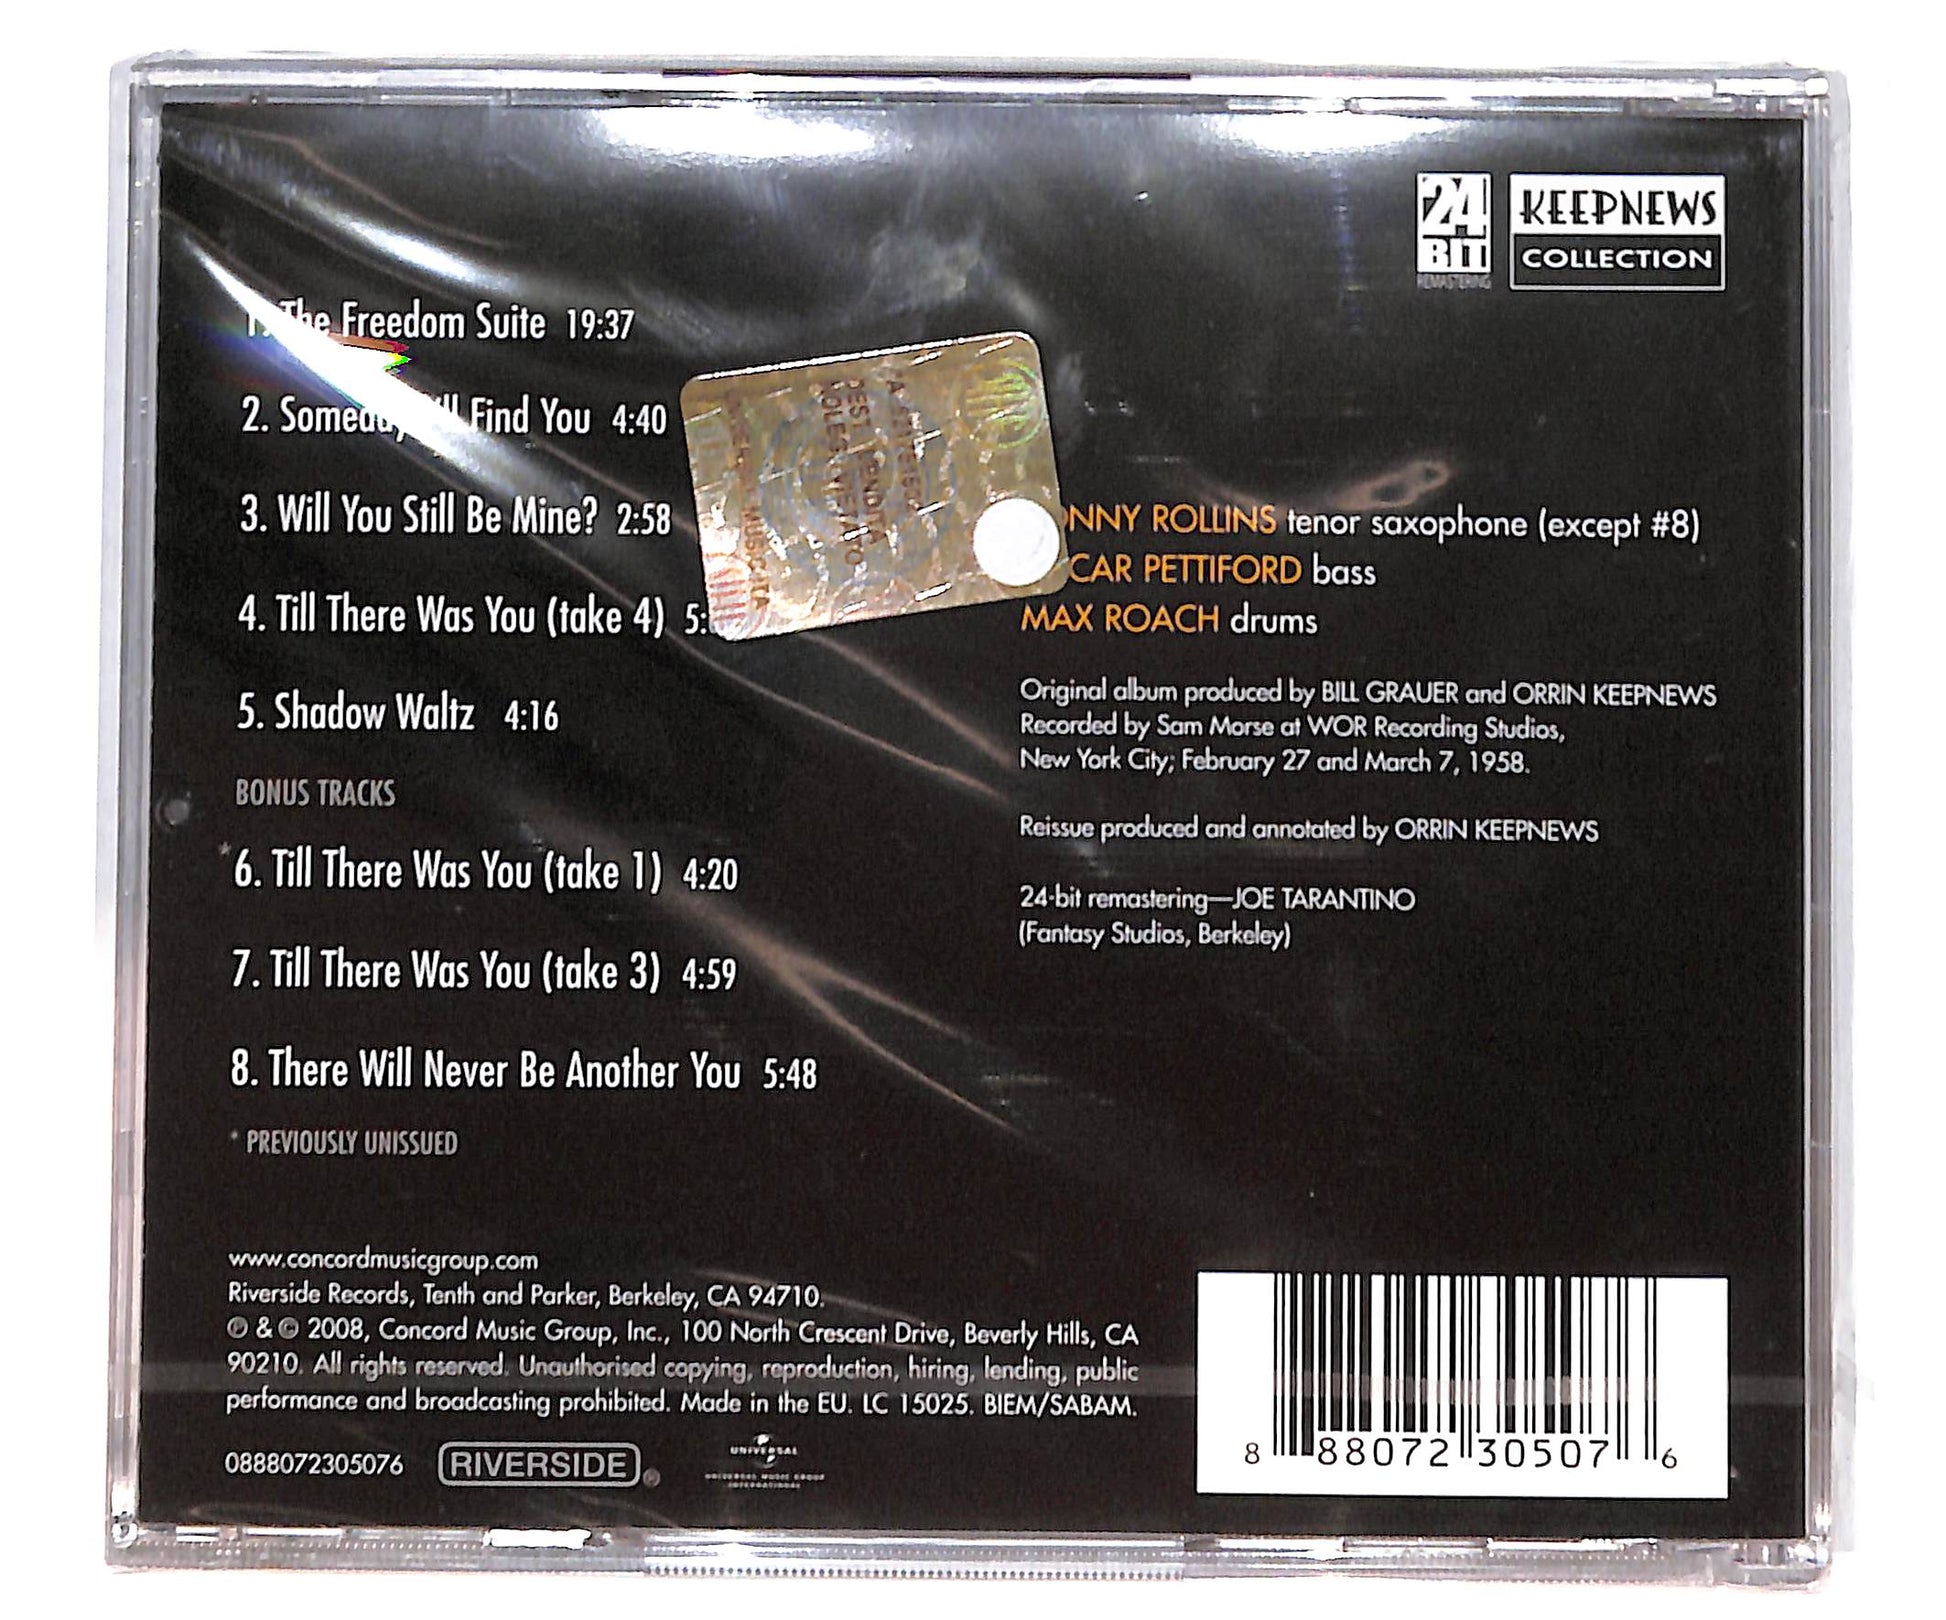 24
BIT
REMASTERING
KEEPNEWS
COLLECTION
The Freedom Suite 19:37
2. Someday Find You 4:40
3. Will You Still Be Mine? 2:58
4. Till There Was You (take 4)
5. Shadow Waltz 4:16
BONUS TRACKS
*6. Till There Was You (take 1) 4:20
7. Till There Was You (take 3) 4:59
8. There Will Never Be Another You 5:48
* PREVIOUSLY UNISSUED
ROLLINS tenor saxophone (except #8)
PETTIFORD bass
MAX ROACH drums
Original album produced by BILL GRAUER and ORRIN KEEPNEWS
Recorded by Sam Morse at WOR Recording Studios,
New York City; February 27 and March 7, 1958.
Reissue produced and annotated by ORRIN KEEPNEWS
24-bit remastering—JOE TARANTINO
(Fantasy Studios, Berkeley)
www.concordmusicgroup.com
Riverside Records, Tenth and Parker, Berkeley, CA 94710.
℗ & © 2008, Concord Music Group, Inc., 100 North Crescent Drive, Beverly Hills, CA
90210. All rights reserved. Unauthorised copying, reproduction, hiring, lending, public
performance and broadcasting prohibited. Made in the EU. LC 15025. BIEM/SABAM.
0888072305076
RIVERSIDE®
UNIVERSAL
UNIVERSAL MUSIC GROUP
INTERNATIONAL
8 88072 30507 6